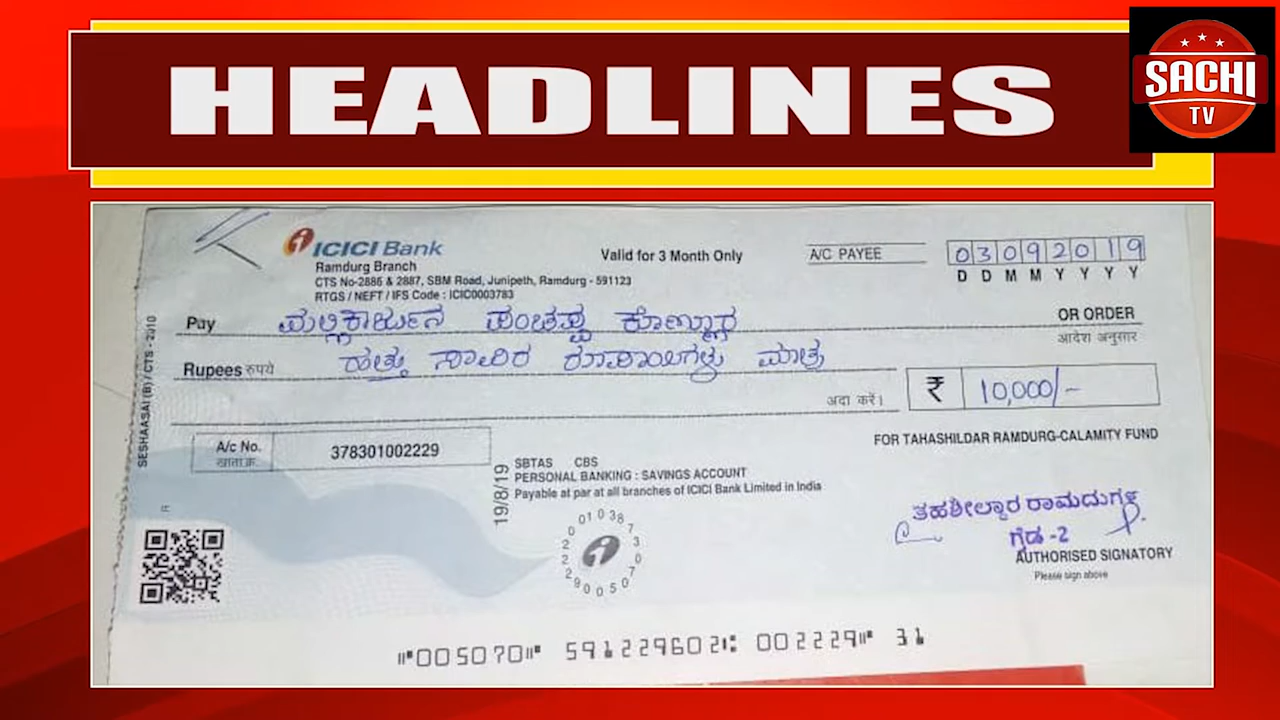 HEADLINES
SACHI
TV
ICICI Bank
Ramdurg Branch
CTS No-2886 & 2887, SBM Road, Junipeth, Ramdurg - 591123
RTGS / NEFT / IFS Code : ICIC0003783
Valid for 3 Month Only
A/C PAYEE
03092019
D D M M Y Y Y Y
Pay ಮಲ್ಲಿಕಾರ್ಜುನ ಪಂಚಪ್ಪ ಕೊಣ್ಣೂರ
OR ORDER
आदेश अनुसार
Rupees रुपये ಹತ್ತು ಸಾವಿರ ರೂಪಾಯಿಗಳು ಮಾತ್ರ
अदा करें।
₹ 10,000/-
A/c No.
खाता क्र.
378301002229
SESHAASAI (B) / CTS - 2010
19/8/19
SBTAS CBS
PERSONAL BANKING : SAVINGS ACCOUNT
Payable at par at all branches of ICICI Bank Limited in India
FOR TAHASHILDAR RAMDURG-CALAMITY FUND
ತಹಶೀಲ್ದಾರ ರಾಮದುರ್ಗ
ಗ್ರೇಡ -2
AUTHORISED SIGNATORY
Please sign above
⑈005070⑈ 591229602⑆ 002229⑈ 31